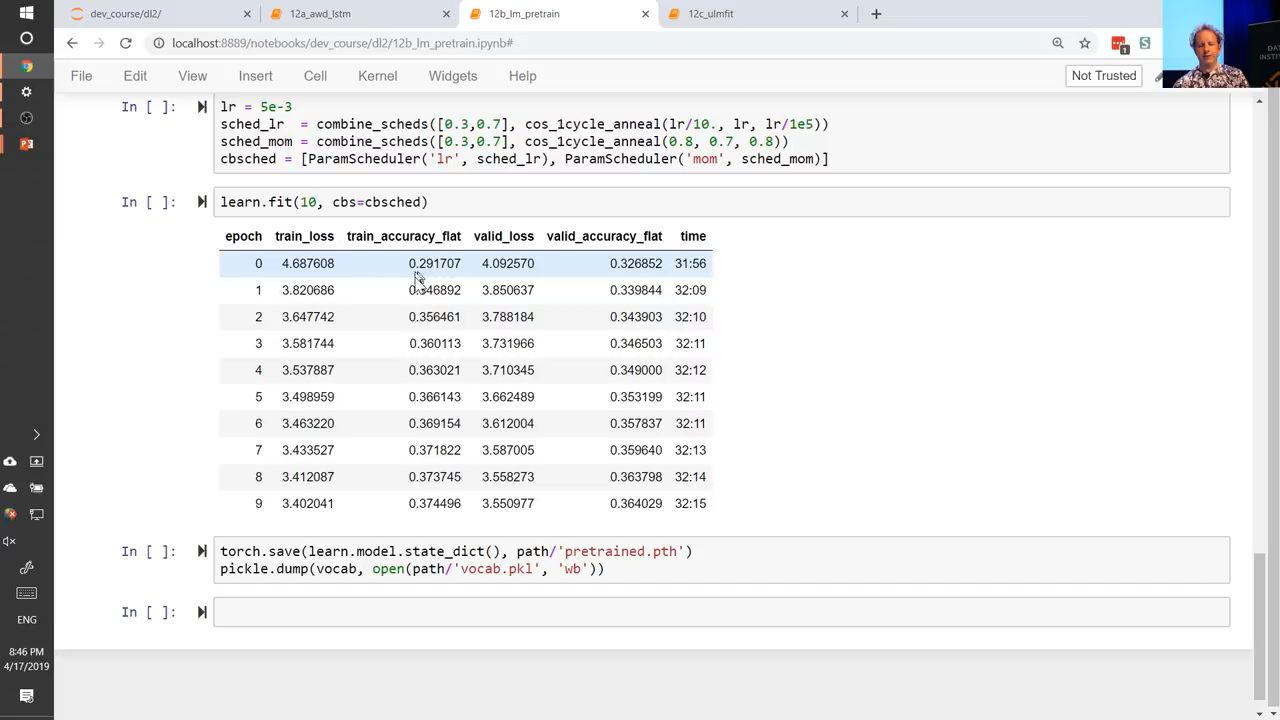 dev_course/dl2/
12a_awd_lstm
12b_lm_pretrain
12c_ulmfit
localhost:8889/notebooks/dev_course/dl2/12b_lm_pretrain.ipynb#
1
S
File Edit View Insert Cell Kernel Widgets Help
Not Trusted
In [ ]:
lr = 5e-3
sched_lr = combine_scheds([0.3,0.7], cos_1cycle_anneal(lr/10., lr, lr/1e5))
sched_mom = combine_scheds([0.3,0.7], cos_1cycle_anneal(0.8, 0.7, 0.8))
cbsched = [ParamScheduler('lr', sched_lr), ParamScheduler('mom', sched_mom)]
In [ ]: learn.fit(10, cbs=cbsched)
epoch train_loss train_accuracy_flat valid_loss valid_accuracy_flat time
0 4.687608 0.291707 4.092570 0.326852 31:56
1 3.820686 0.346892 3.850637 0.339844 32:09
2 3.647742 0.356461 3.788184 0.343903 32:10
3 3.581744 0.360113 3.731966 0.346503 32:11
4 3.537887 0.363021 3.710345 0.349000 32:12
5 3.498959 0.366143 3.662489 0.353199 32:11
6 3.463220 0.369154 3.612004 0.357837 32:11
7 3.433527 0.371822 3.587005 0.359640 32:13
8 3.412087 0.373745 3.558273 0.363798 32:14
9 3.402041 0.374496 3.550977 0.364029 32:15
In [ ]: torch.save(learn.model.state_dict(), path/'pretrained.pth')
pickle.dump(vocab, open(path/'vocab.pkl', 'wb'))
In [ ]:
ENG
8:46 PM
4/17/2019